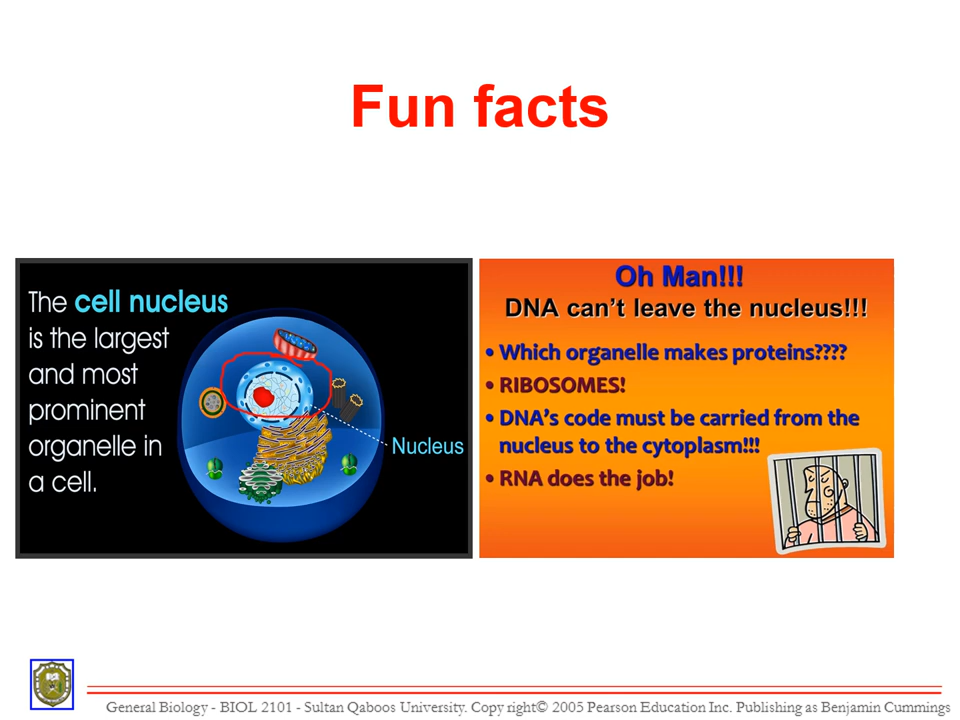 Fun facts
The cell nucleus
is the largest
and most
prominent
organelle in
a cell.
Nucleus
Oh Man!!!
DNA can't leave the nucleus!!!
• Which organelle makes proteins????
• RIBOSOMES!
• DNA's code must be carried from the
nucleus to the cytoplasm!!!
• RNA does the job!
General Biology - BIOL 2101 - Sultan Qaboos University. Copy right© 2005 Pearson Education Inc. Publishing as Benjamin Cummings